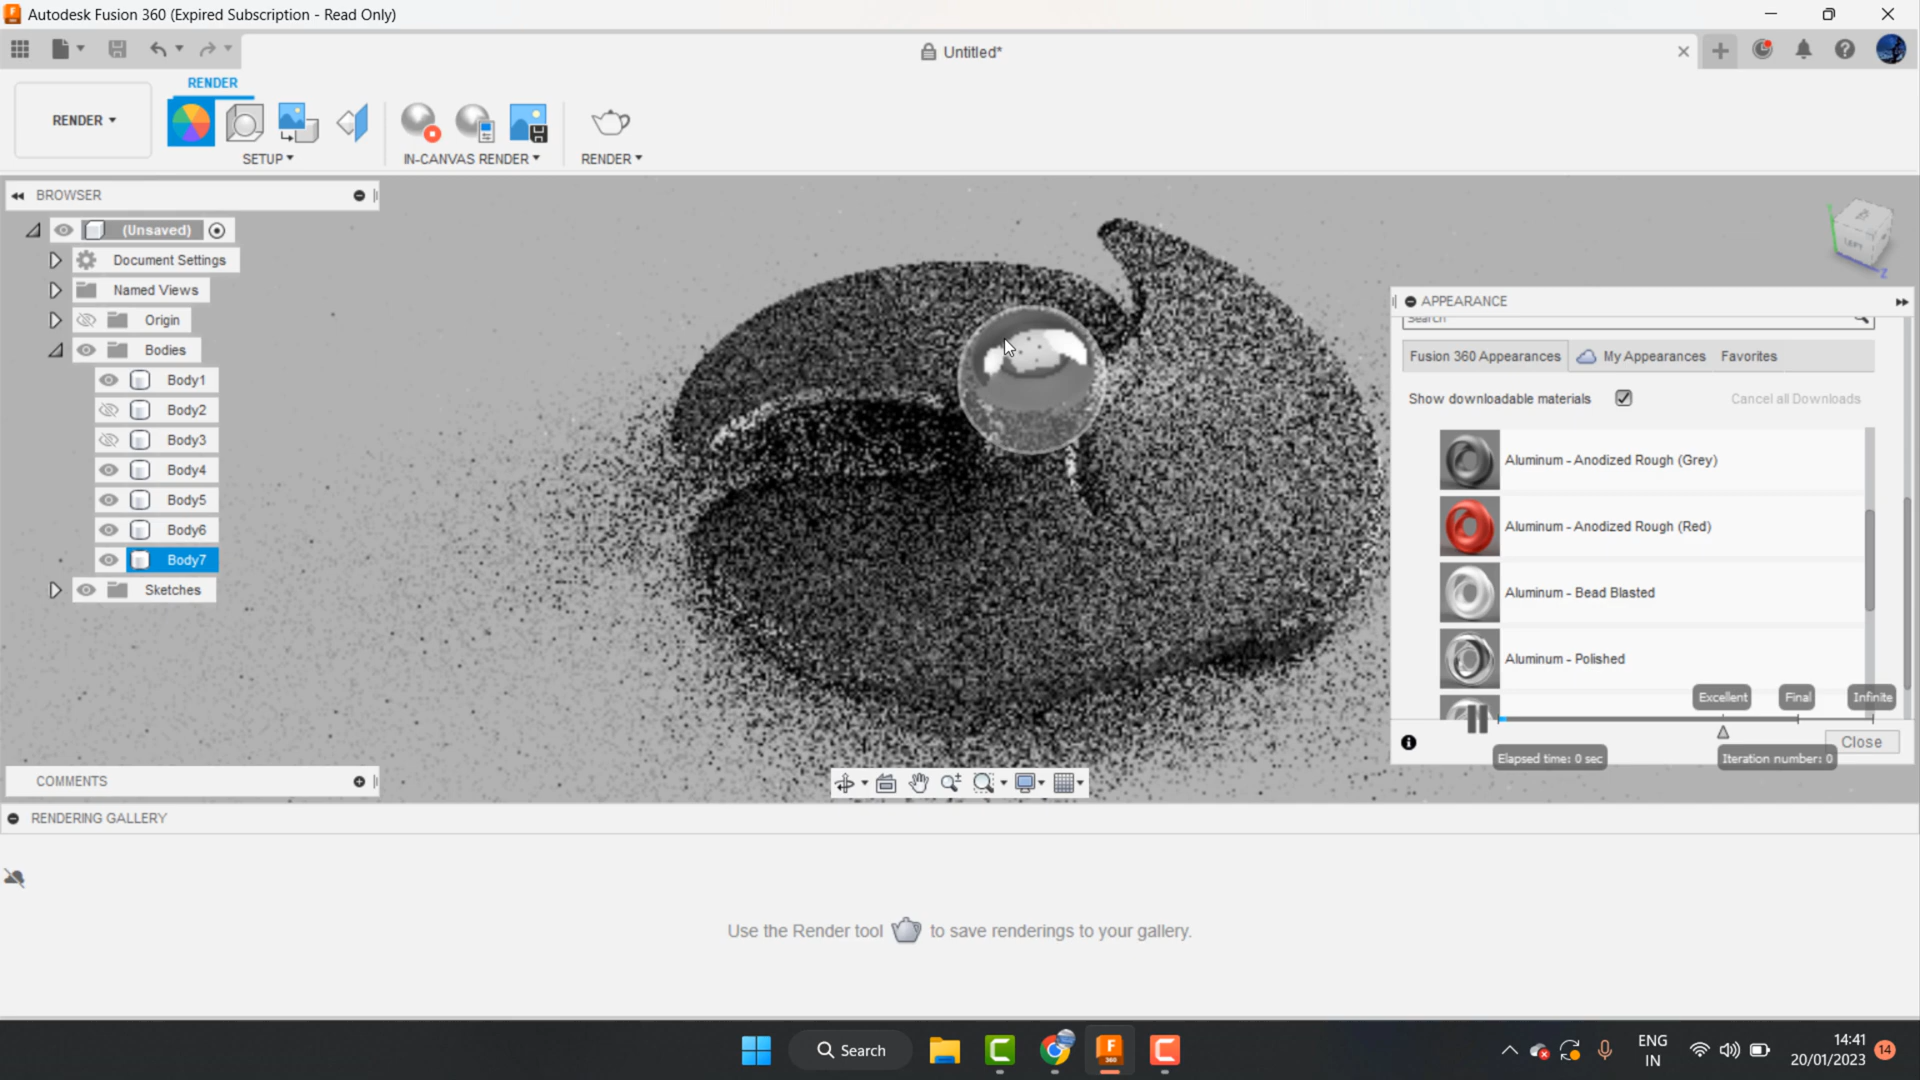 Autodesk Fusion 360 (Expired Subscription - Read Only)
Untitled*
RENDER
RENDER
SETUP
IN-CANVAS RENDER
RENDER
BROWSER
(Unsaved)
Document Settings
Named Views
Origin
Bodies
Body1
Body2
Body3
Body4
Body5
Body6
Body7
Sketches
LEFT
APPEARANCE
Search
Fusion 360 Appearances
My Appearances
Favorites
Show downloadable materials
Cancel all Downloads
Aluminum - Anodized Rough (Grey)
Aluminum - Anodized Rough (Red)
Aluminum - Bead Blasted
Aluminum - Polished
Excellent
Final
Infinite
Close
Elapsed time: 0 sec
Iteration number: 0
COMMENTS
RENDERING GALLERY
Use the Render tool to save renderings to your gallery.
Search
F
360
ENG
IN
14:41
20/01/2023
14